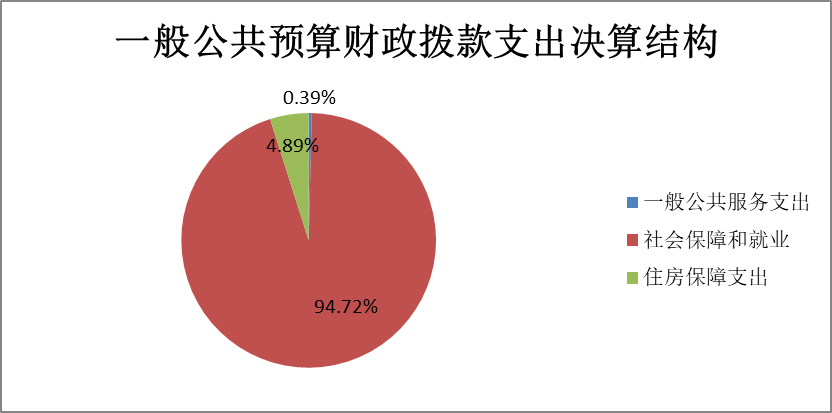 一般公共预算财政拨款支出决算结构
0.39%
4.89%
94.72%
一般公共服务支出
社会保障和就业
住房保障支出